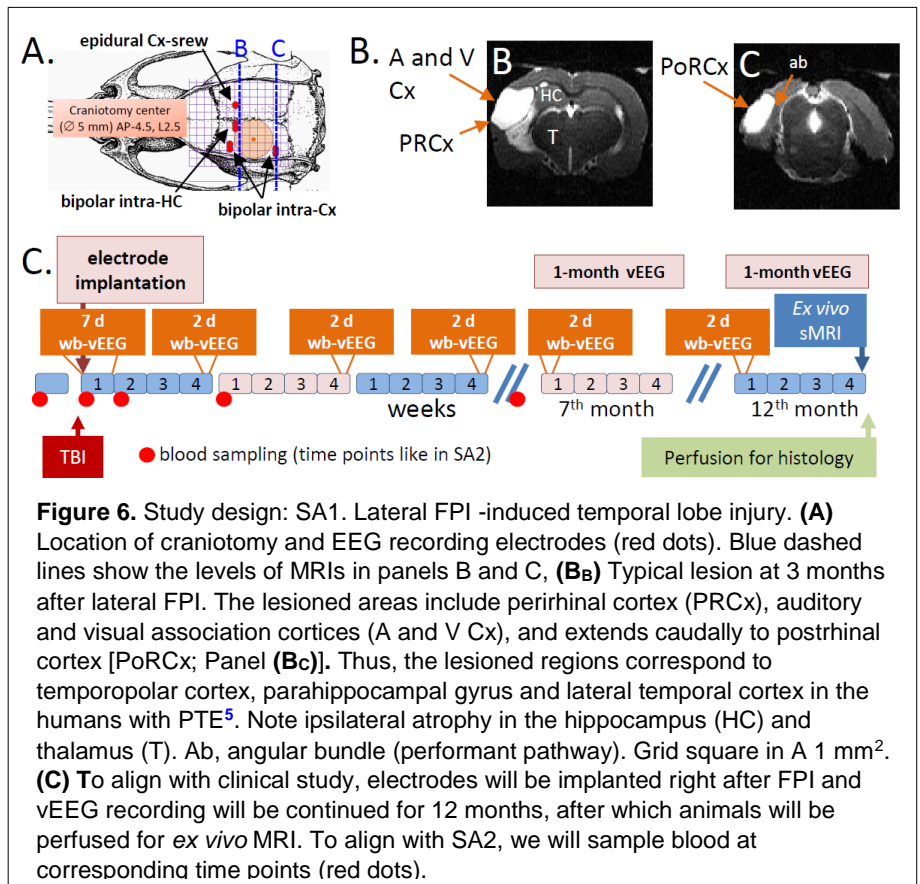 A.
epidural Cx-srew
B
C
Craniotomy center
(∅ 5 mm) AP-4.5, L2.5
bipolar intra-HC
bipolar intra-Cx
B.
A and V
Cx
PRCx
B
HC
T
PoRCx
C
ab
C.
electrode
implantation
1-month vEEG
1-month vEEG
7 d
wb-vEEG
2 d
wb-vEEG
2 d
wb-vEEG
2 d
wb-vEEG
2 d
wb-vEEG
2 d
wb-vEEG
Ex vivo
sMRI
1 2 3 4 1 2 3 4 1 2 3 4 1 2 3 4 1 2 3 4
weeks
7th month
12th month
TBI
blood sampling (time points like in SA2)
Perfusion for histology
Figure 6. Study design: SA1. Lateral FPI -induced temporal lobe injury. (A)
Location of craniotomy and EEG recording electrodes (red dots). Blue dashed
lines show the levels of MRIs in panels B and C, (BB) Typical lesion at 3 months
after lateral FPI. The lesioned areas include perirhinal cortex (PRCx), auditory
and visual association cortices (A and V Cx), and extends caudally to postrhinal
cortex [PoRCx; Panel (BC)]. Thus, the lesioned regions correspond to
temporopolar cortex, parahippocampal gyrus and lateral temporal cortex in the
humans with PTE5. Note ipsilateral atrophy in the hippocampus (HC) and
thalamus (T). Ab, angular bundle (performant pathway). Grid square in A 1 mm2.
(C) To align with clinical study, electrodes will be implanted right after FPI and
vEEG recording will be continued for 12 months, after which animals will be
perfused for ex vivo MRI. To align with SA2, we will sample blood at
corresponding time points (red dots).